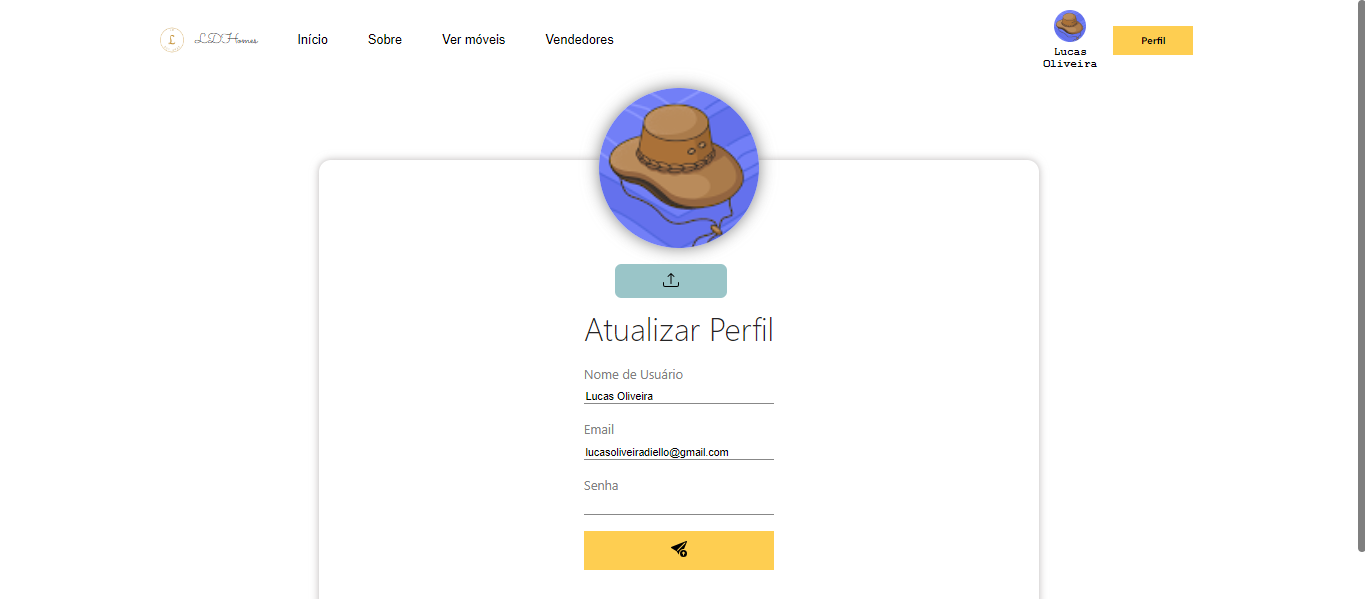 £ LDHomes Início Sobre Ver móveis Vendedores
Lucas
Oliveira
Perfil
Atualizar Perfil
Nome de Usuário
Lucas Oliveira
Email
lucasoliveiradiello@gmail.com
Senha